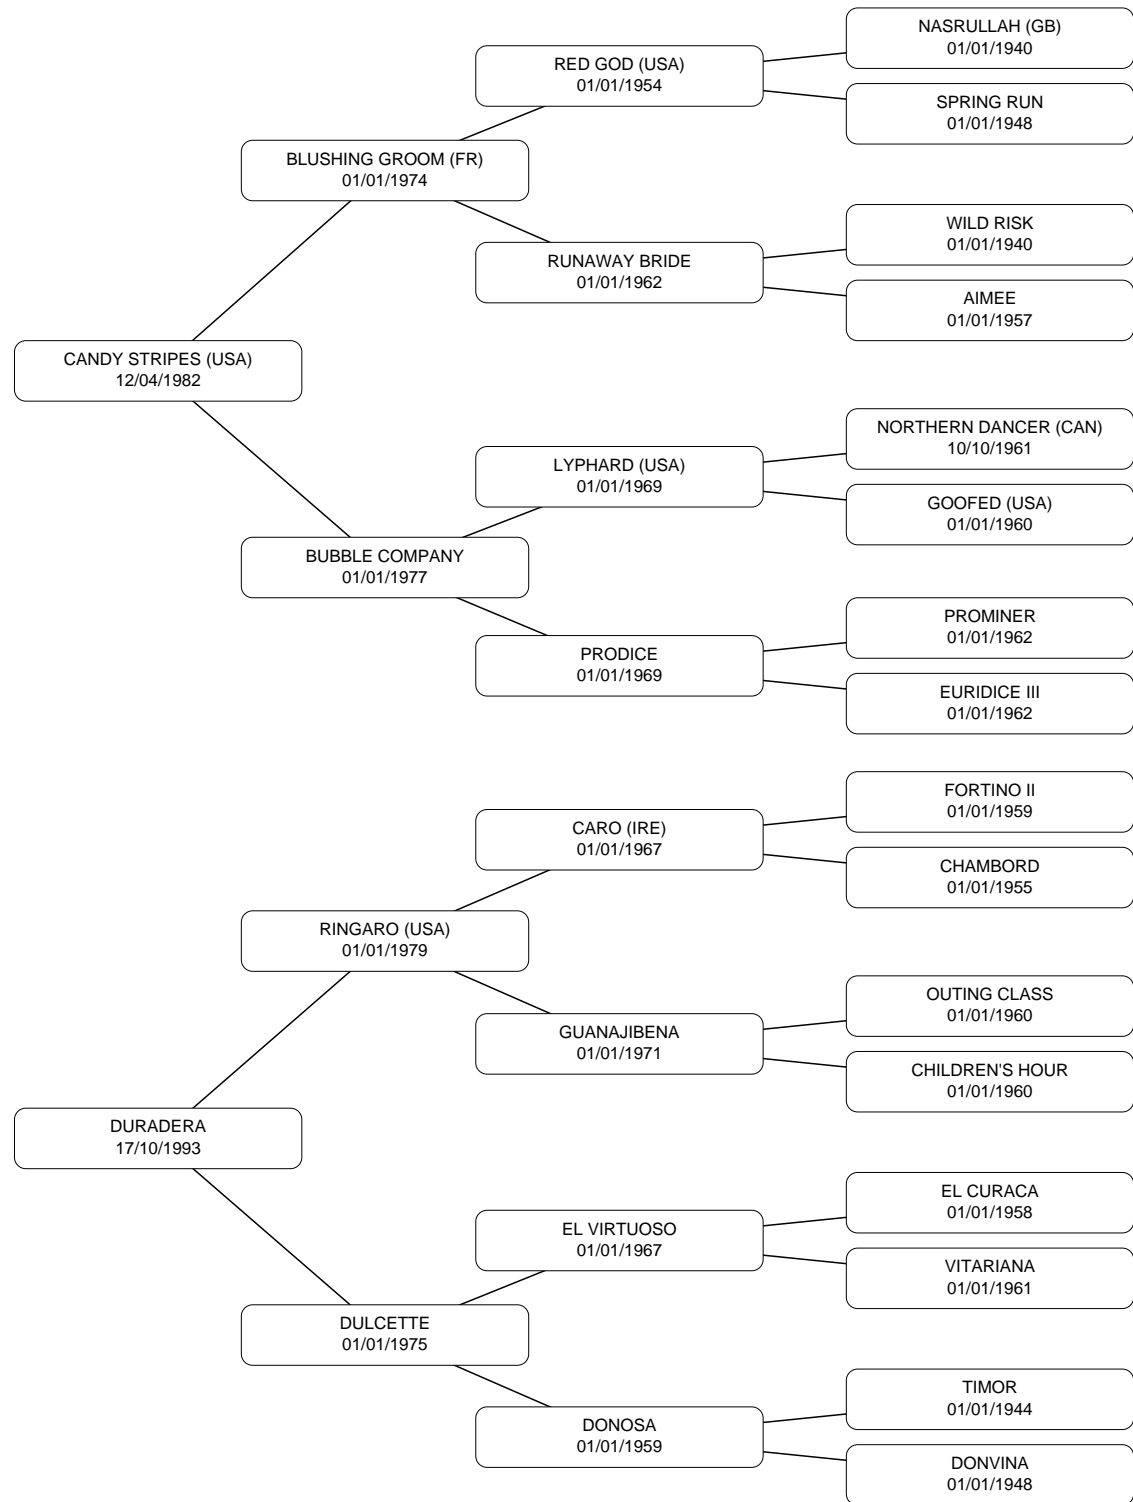 NASRULLAH (GB)
01/01/1940
RED GOD (USA)
01/01/1954
SPRING RUN
01/01/1948
BLUSHING GROOM (FR)
01/01/1974
WILD RISK
01/01/1940
RUNAWAY BRIDE
01/01/1962
AIMEE
01/01/1957
CANDY STRIPES (USA)
12/04/1982
NORTHERN DANCER (CAN)
10/10/1961
LYPHARD (USA)
01/01/1969
GOOFED (USA)
01/01/1960
BUBBLE COMPANY
01/01/1977
PROMINER
01/01/1962
PRODICE
01/01/1969
EURIDICE III
01/01/1962
FORTINO II
01/01/1959
CARO (IRE)
01/01/1967
CHAMBORD
01/01/1955
RINGARO (USA)
01/01/1979
OUTING CLASS
01/01/1960
GUANAJIBENA
01/01/1971
CHILDREN'S HOUR
01/01/1960
DURADERA
17/10/1993
EL CURACA
01/01/1958
EL VIRTUOSO
01/01/1967
VITARIANA
01/01/1961
DULCETTE
01/01/1975
TIMOR
01/01/1944
DONOSA
01/01/1959
DONVINA
01/01/1948